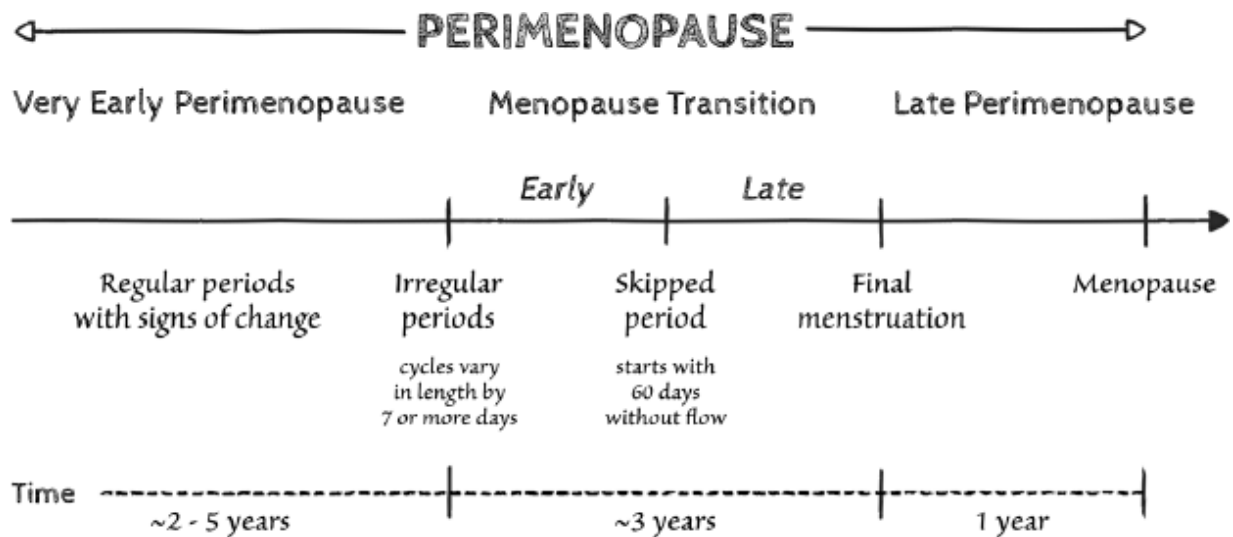 PERIMENOPAUSE
Very Early Perimenopause
Menopause Transition
Late Perimenopause
Early
Late
Regular periods
with signs of change
Irregular
periods
cycles vary
in length by
7 or more days
Skipped
period
starts with
60 days
without flow
Final
menstruation
Menopause
Time
~2 - 5 years
~3 years
1 year